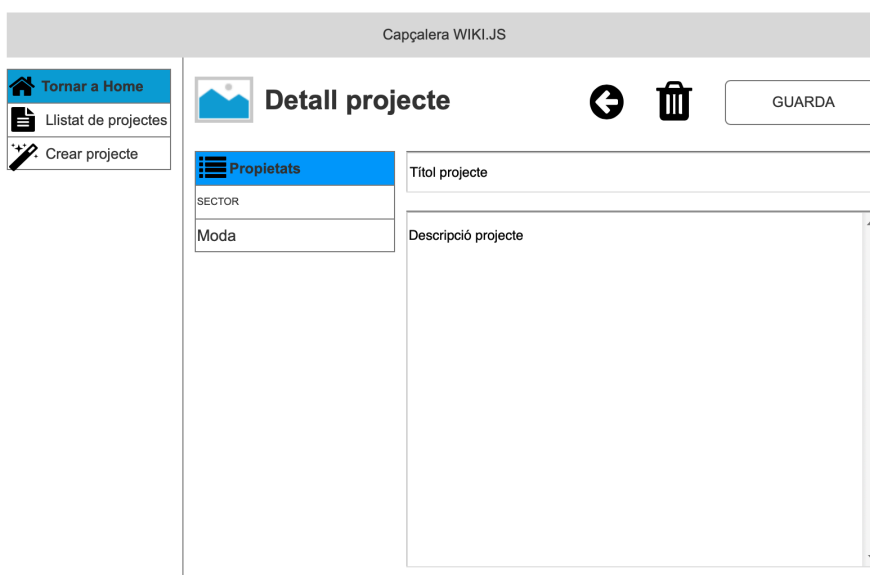 Capçalera WIKI.JS
Tornar a Home
Llistat de projectes
Crear projecte
Detall projecte
GUARDA
Propietats
SECTOR
Moda
Títol projecte
Descripció projecte